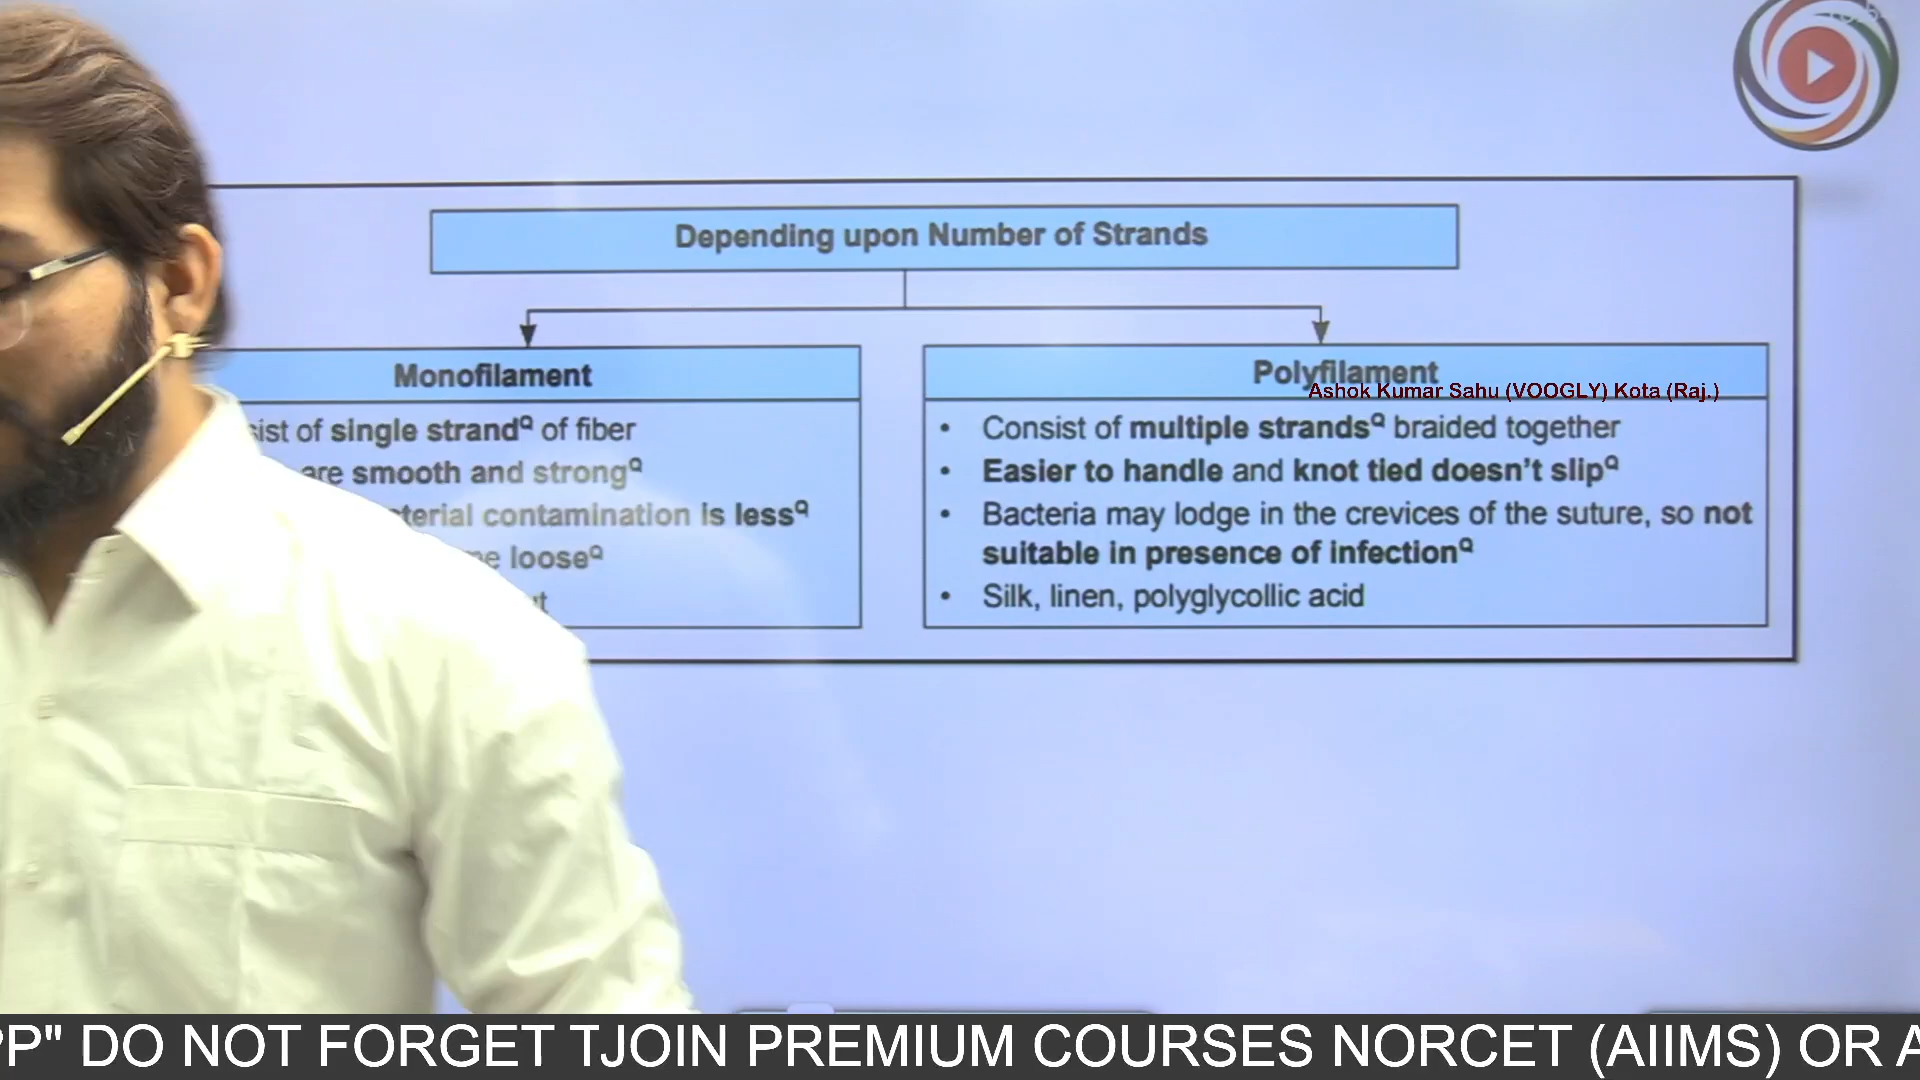 Depending upon Number of Strands
Monofilament
of single strandQ of fiber
are smooth and strongQ
contamination is lessQ
looseQ
Polyfilament
Ashok Kumar Sahu (VOOGLY) Kota (Raj.)
• Consist of multiple strandsQ braided together
• Easier to handle and knot tied doesn't slipQ
• Bacteria may lodge in the crevices of the suture, so not
suitable in presence of infectionQ
• Silk, linen, polyglycollic acid
DO NOT FORGET TJOIN PREMIUM COURSES NORCET (AIIMS) OR